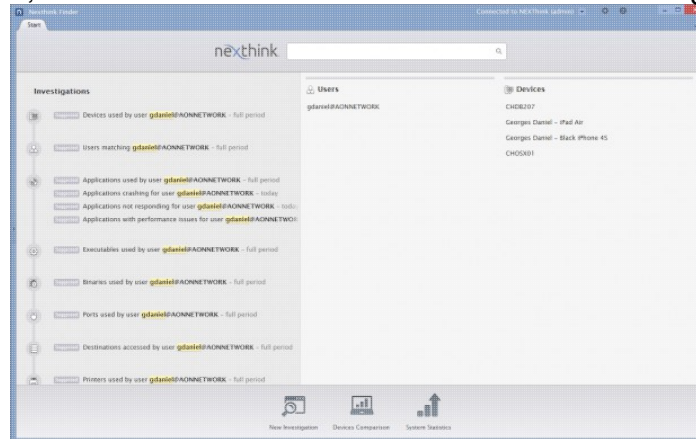 Nexthink Finder
Connected to NEXThink (admin)
Start
nexthink
Investigations
Devices used by user gdaniel@AONNETWORK - full period
Users matching gdaniel@AONNETWORK - full period
Applications used by user gdaniel@AONNETWORK - full period
Applications crashing for user gdaniel@AONNETWORK - today
Applications not responding for user gdaniel@AONNETWORK - today
Applications with performance issues for user gdaniel@AONNETWOR
Executables used by user gdaniel@AONNETWORK - full period
Binaries used by user gdaniel@AONNETWORK - full period
Ports used by user gdaniel@AONNETWORK - full period
Destinations accessed by user gdaniel@AONNETWORK - full period
Printers used by user gdaniel@AONNETWORK - full period
Users
gdaniel@AONNETWORK
Devices
CHDB207
Georges Daniel - iPad Air
Georges Daniel - Black iPhone 4S
CHOSX01
New Investigation
Devices Comparison
System Statistics